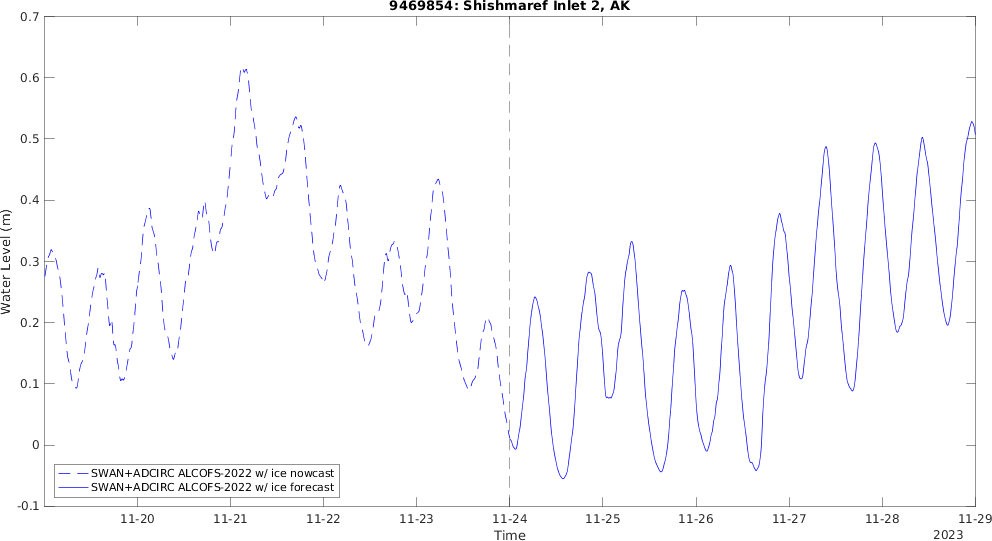 9469854: Shishmaref Inlet 2, AK
0.7
0.6
0.5
0.4
0.3
0.2
0.1
0
-0.1
Water Level (m)
SWAN+ADCIRC ALCOFS-2022 w/ ice nowcast
SWAN+ADCIRC ALCOFS-2022 w/ ice forecast
11-20 11-21 11-22 11-23 11-24 11-25 11-26 11-27 11-28 11-29
Time
2023